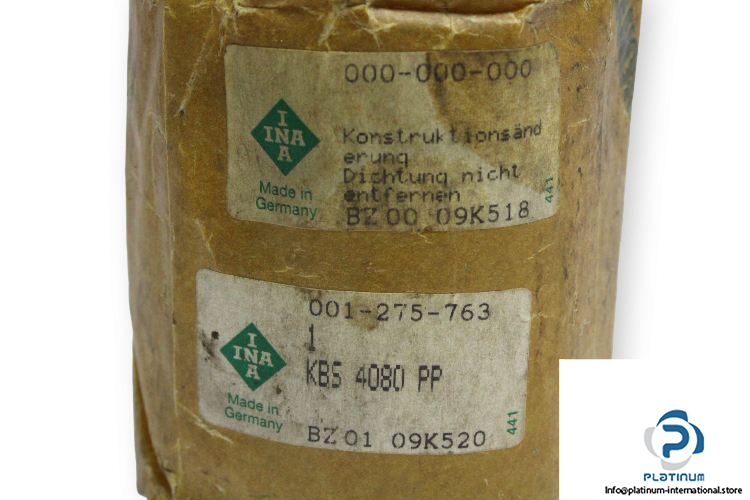 000-000-000
I
INA
A
Konstruktionsänd
erung
Dichtung nicht
entfernen
Made in
Germany
BZ 00 09K518
441
001-275-763
1
I
INA
A
KBS 4080 PP
Made in
Germany
BZ 01 09K520
441
PLATINUM
Info@platinum-international.store